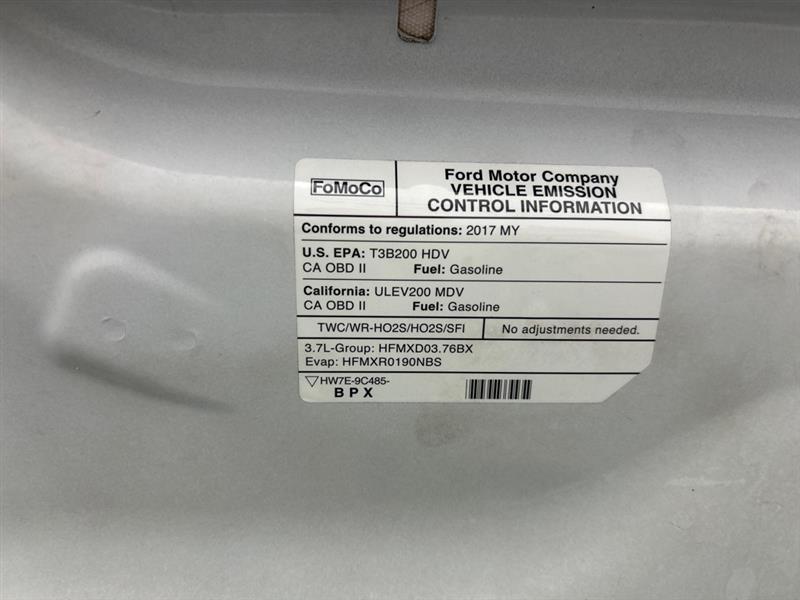 FoMoCo
Ford Motor Company
VEHICLE EMISSION
CONTROL INFORMATION
Conforms to regulations: 2017 MY
U.S. EPA: T3B200 HDV
CA OBD II Fuel: Gasoline
California: ULEV200 MDV
CA OBD II Fuel: Gasoline
TWC/WR-HO2S/HO2S/SFI No adjustments needed.
3.7L-Group: HFMXD03.76BX
Evap: HFMXR0190NBS
HW7E-9C485-
B P X